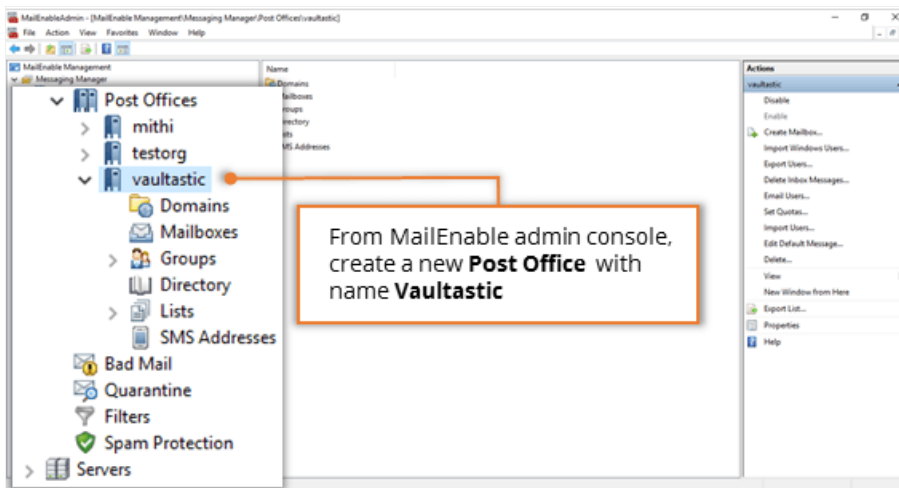 MailEnableAdmin - [MailEnable Management\Messaging Manager\Post Offices\vaultastic]
File Action View Favorites Window Help
MailEnable Management
Messaging Manager
Post Offices
mithi
testorg
vaultastic
Domains
Mailboxes
Groups
Directory
Lists
SMS Addresses
Bad Mail
Quarantine
Filters
Spam Protection
Servers
Name
Domains
From MailEnable admin console,
create a new Post Office with
name Vaultastic
Actions
vaultastic
Disable
Enable
Create Mailbox...
Import Windows Users...
Export Users...
Delete Inbox Messages...
Email Users...
Set Quotas...
Import Users...
Edit Default Message...
Delete...
View
New Window from Here
Export List...
Properties
Help